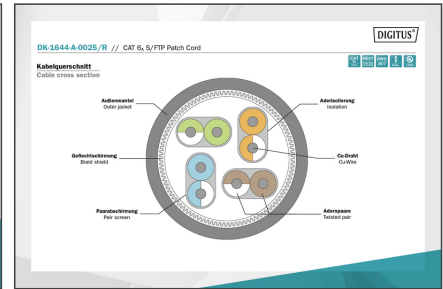 DIGITUS®
DK-1644-A-0025/R // CAT 6A S/FTP Patch Cord
Kabelquerschnitt
Cable cross section
Außenmantel
Outer jacket
Aderisolierung
Isolation
Geflechtschirmung
Braid shield
Cu-Draht
Cu-Wire
Paarabschirmung
Pair screen
Adernpaare
Twisted pair